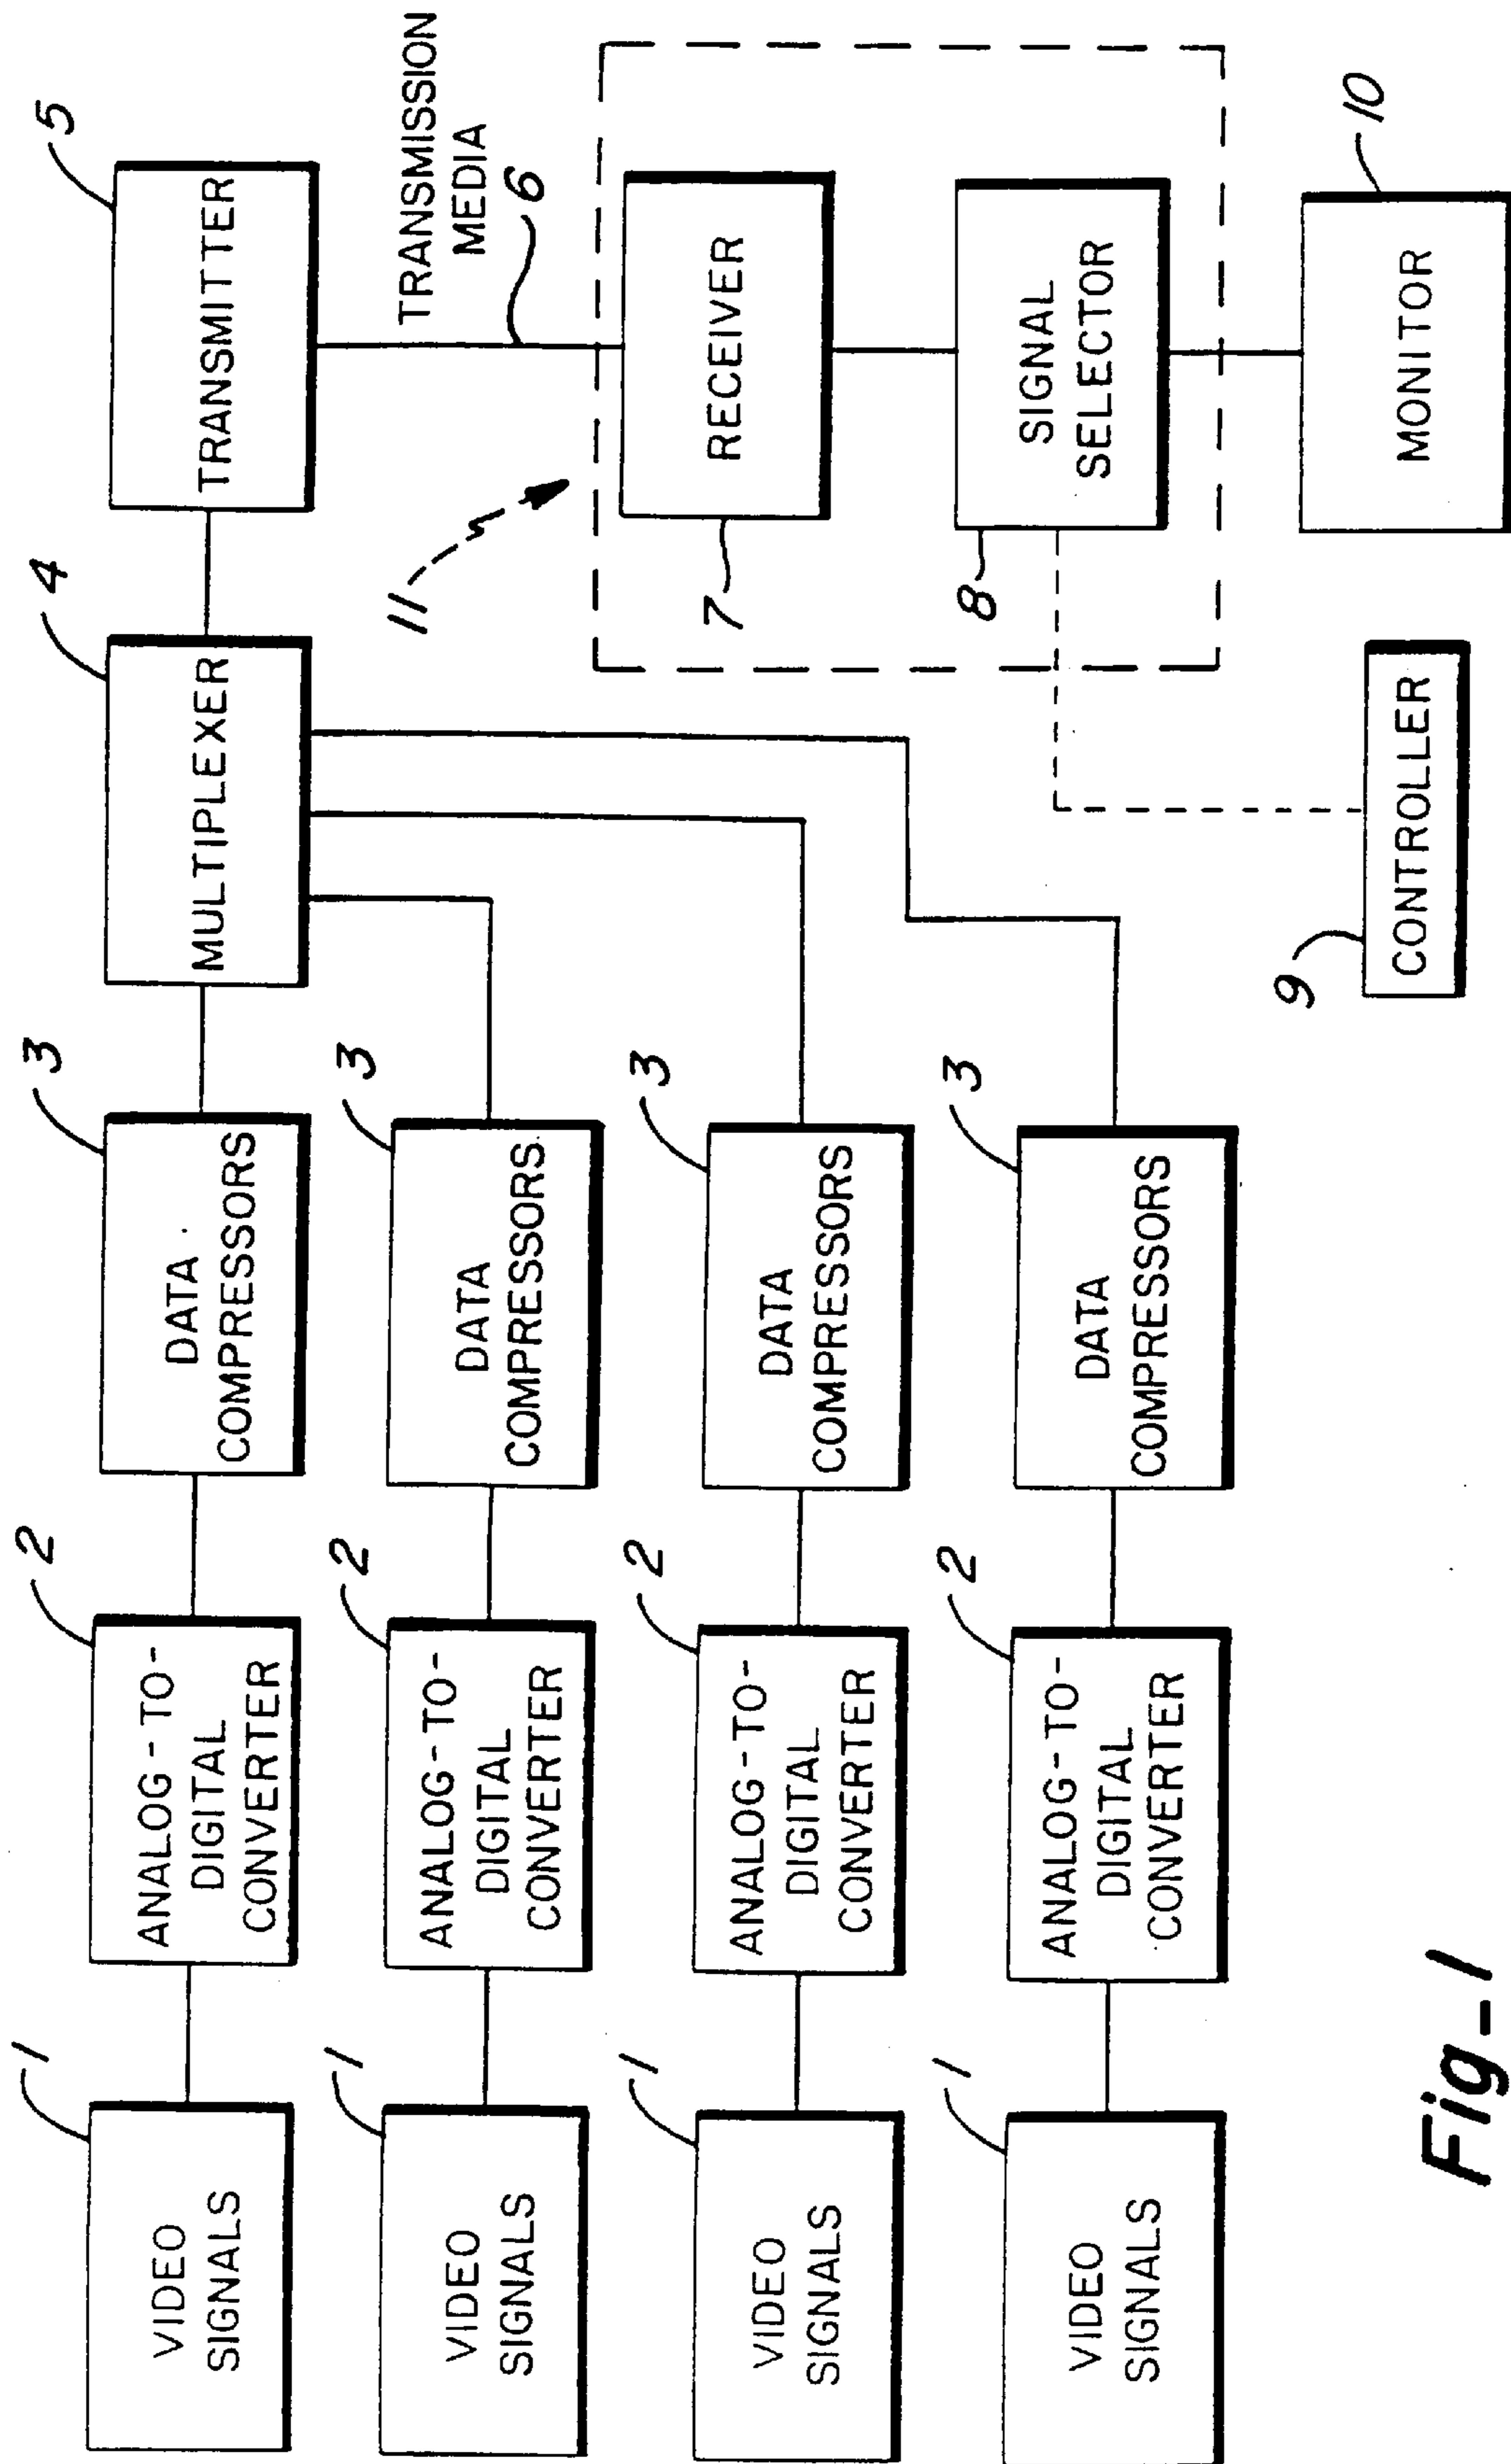 1
VIDEO
SIGNALS
2
ANALOG-TO-
DIGITAL
CONVERTER
3
DATA
COMPRESSORS
4
MULTIPLEXER
5
TRANSMITTER
1
VIDEO
SIGNALS
2
ANALOG-TO-
DIGITAL
CONVERTER
3
DATA
COMPRESSORS
TRANSMISSION
MEDIA
6
11
1
VIDEO
SIGNALS
2
ANALOG-TO-
DIGITAL
CONVERTER
3
DATA
COMPRESSORS
7
RECEIVER
1
VIDEO
SIGNALS
2
ANALOG-TO-
DIGITAL
CONVERTER
3
DATA
COMPRESSORS
8
SIGNAL
SELECTOR
9
CONTROLLER
10
MONITOR
Fig-1